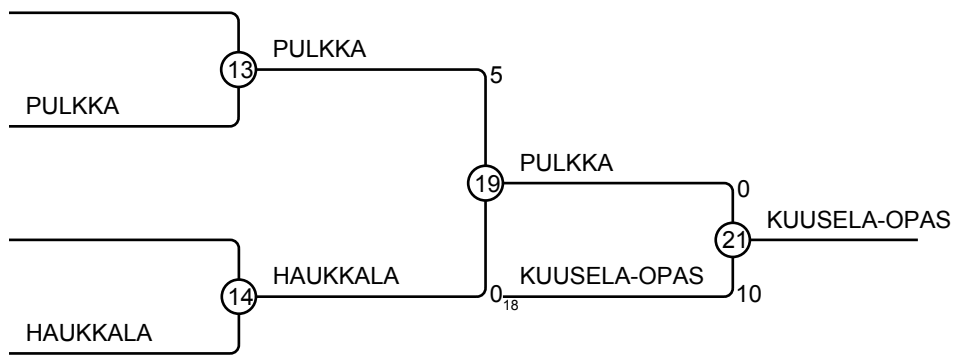 PULKKA
5
13
PULKKA
PULKKA
19
0
KUUSELA-OPAS
21
HAUKKALA
KUUSELA-OPAS
14
0
18
10
HAUKKALA